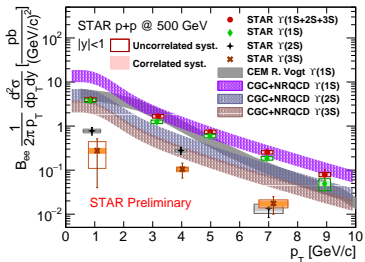 B_ee 1/2π d²σ/p_T dp_T dy [pb/(GeV/c)²]
10²
10
1
10⁻¹
10⁻²
STAR p+p @ 500 GeV
|y|<1
Uncorrelated syst.
Correlated syst.
STAR ϒ(1S+2S+3S)
STAR ϒ(1S)
STAR ϒ(2S)
STAR ϒ(3S)
CEM R. Vogt ϒ(1S)
CGC+NRQCD ϒ(1S)
CGC+NRQCD ϒ(2S)
CGC+NRQCD ϒ(3S)
STAR Preliminary
0 1 2 3 4 5 6 7 8 9 10
p_T [GeV/c]